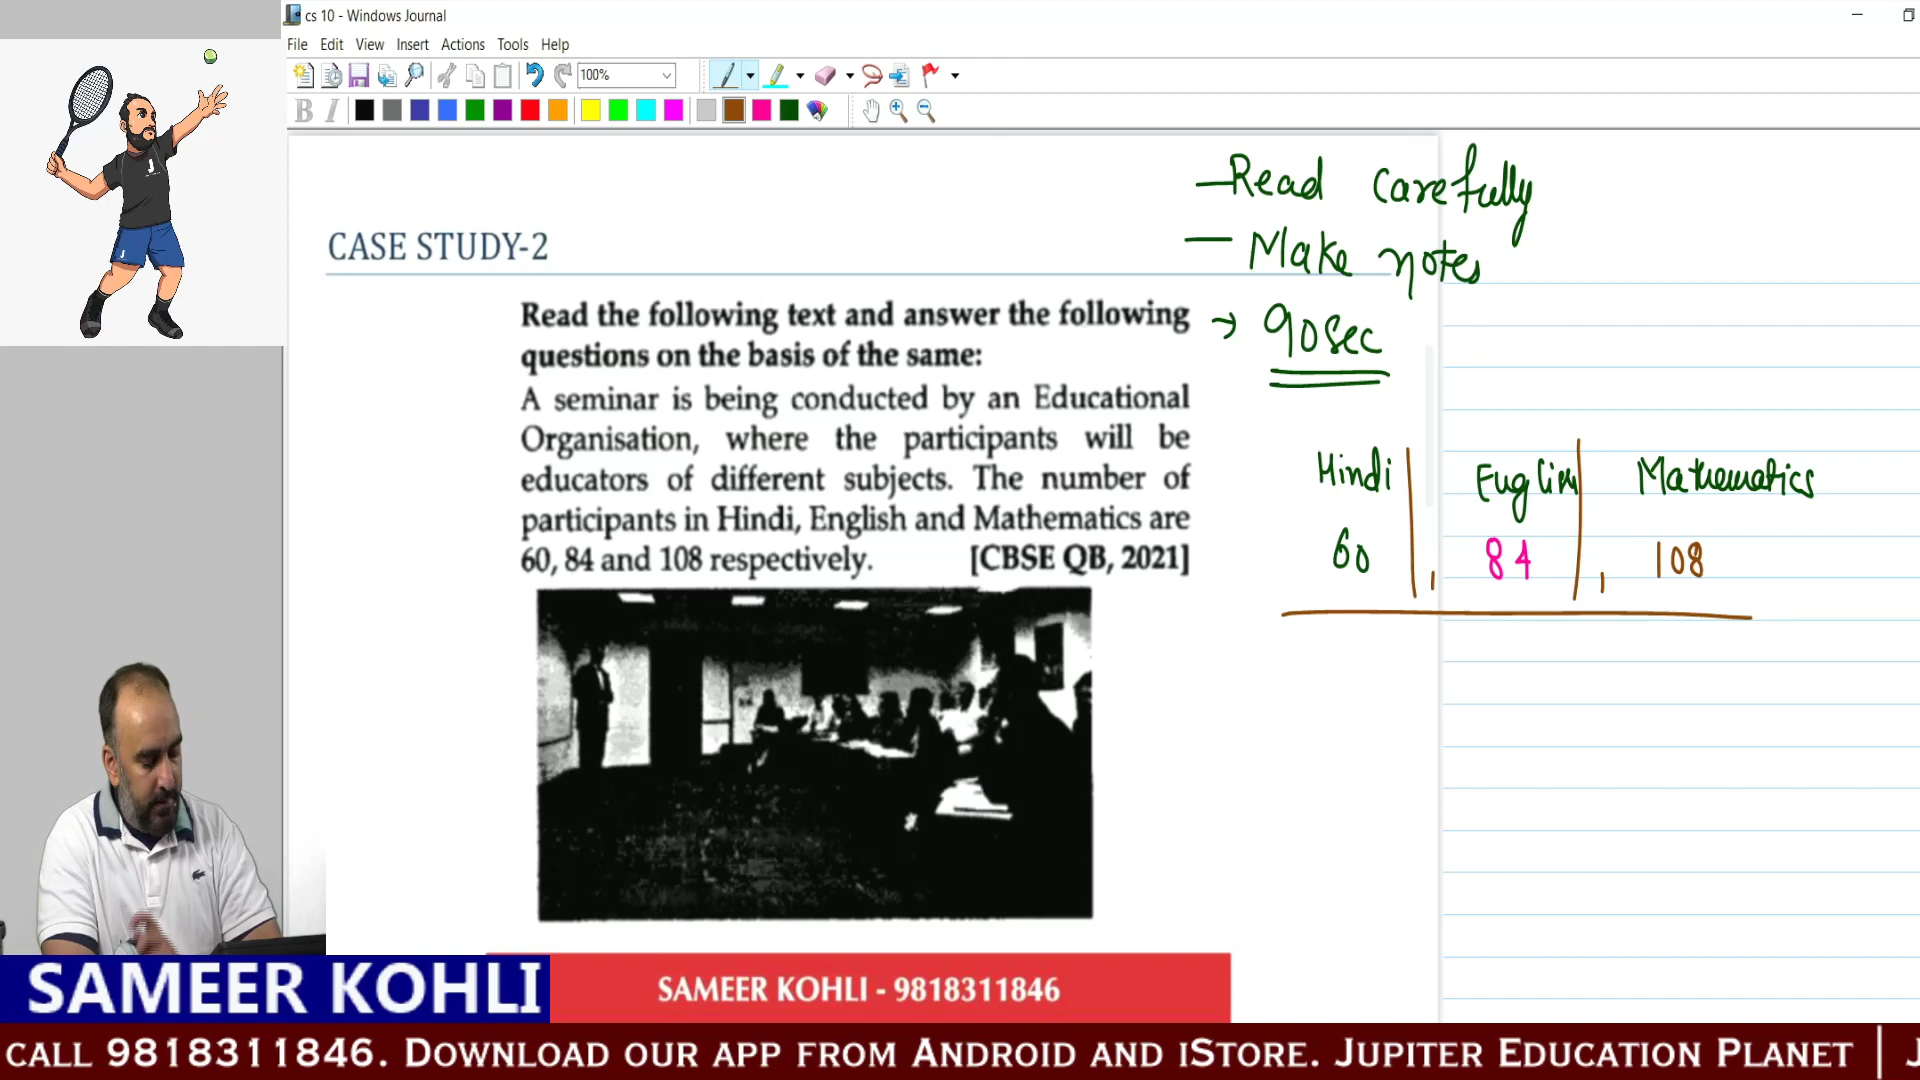 cs 10 - Windows Journal
File Edit View Insert Actions Tools Help
100%
B I
J
J
CASE STUDY-2
Read the following text and answer the following
questions on the basis of the same:
A seminar is being conducted by an Educational
Organisation, where the participants will be
educators of different subjects. The number of
participants in Hindi, English and Mathematics are
60, 84 and 108 respectively. [CBSE QB, 2021]
— Read carefully
— Make notes
→ 90 sec
Hindi English Mathematics
60 , 84 , 108
SAMEER KOHLI
SAMEER KOHLI - 9818311846
CALL 9818311846. DOWNLOAD OUR APP FROM ANDROID AND ISTORE. JUPITER EDUCATION PLANET | J